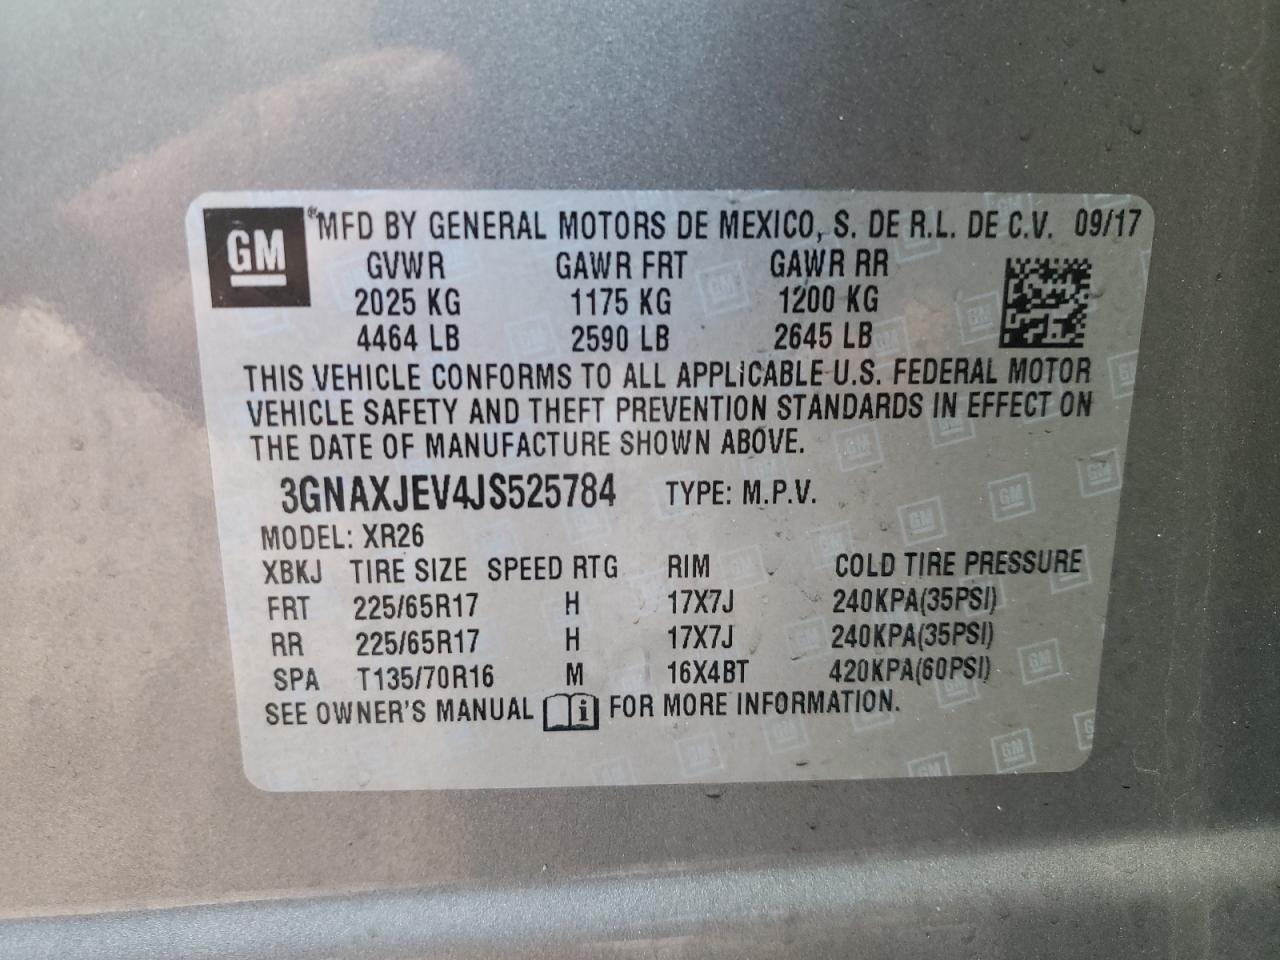 GM
® MFD BY GENERAL MOTORS DE MEXICO, S. DE R.L. DE C.V. 09/17
GVWR GAWR FRT GAWR RR
2025 KG 1175 KG 1200 KG
4464 LB 2590 LB 2645 LB
THIS VEHICLE CONFORMS TO ALL APPLICABLE U.S. FEDERAL MOTOR
VEHICLE SAFETY AND THEFT PREVENTION STANDARDS IN EFFECT ON
THE DATE OF MANUFACTURE SHOWN ABOVE.
3GNAXJEV4JS525784 TYPE: M.P.V.
MODEL: XR26
XBKJ TIRE SIZE SPEED RTG RIM COLD TIRE PRESSURE
FRT 225/65R17 H 17X7J 240KPA(35PSI)
RR 225/65R17 H 17X7J 240KPA(35PSI)
SPA T135/70R16 M 16X4BT 420KPA(60PSI)
SEE OWNER'S MANUAL i FOR MORE INFORMATION.